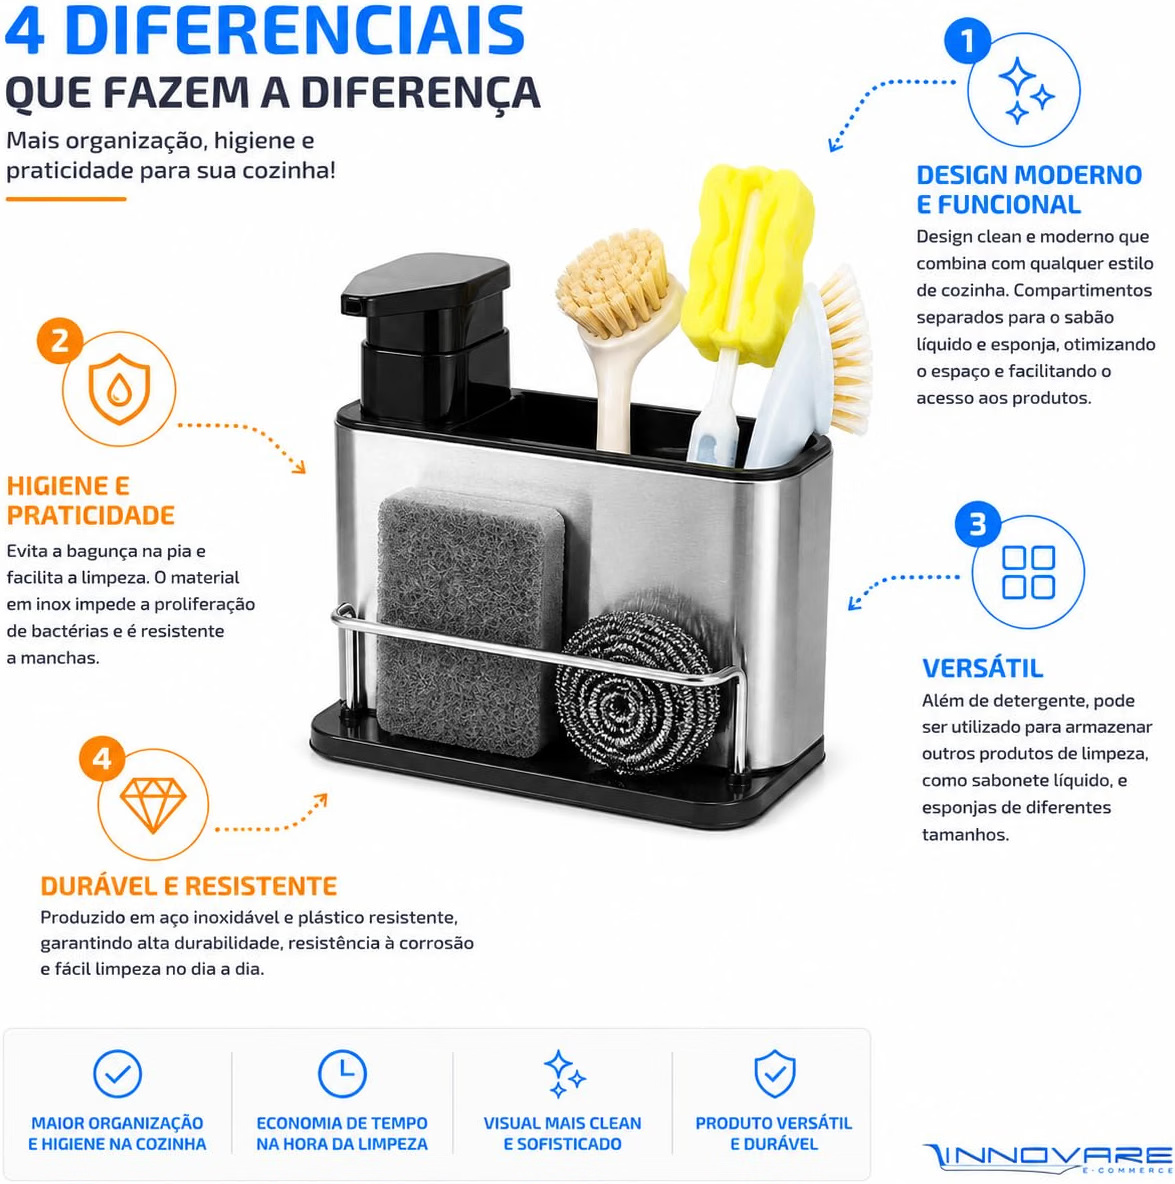 4 DIFERENCIAIS
QUE FAZEM A DIFERENÇA
Mais organização, higiene e
praticidade para sua cozinha!
1
DESIGN MODERNO
E FUNCIONAL
Design clean e moderno que
combina com qualquer estilo
de cozinha. Compartimentos
separados para o sabão
líquido e esponja, otimizando
o espaço e facilitando o
acesso aos produtos.
2
HIGIENE E
PRATICIDADE
Evita a bagunça na pia e
facilita a limpeza. O material
em inox impede a proliferação
de bactérias e é resistente
a manchas.
3
VERSÁTIL
Além de detergente, pode
ser utilizado para armazenar
outros produtos de limpeza,
como sabonete líquido, e
esponjas de diferentes
tamanhos.
4
DURÁVEL E RESISTENTE
Produzido em aço inoxidável e plástico resistente,
garantindo alta durabilidade, resistência à corrosão
e fácil limpeza no dia a dia.
MAIOR ORGANIZAÇÃO
E HIGIENE NA COZINHA
ECONOMIA DE TEMPO
NA HORA DA LIMPEZA
VISUAL MAIS CLEAN
E SOFISTICADO
PRODUTO VERSÁTIL
E DURÁVEL
INNOVARE
E-COMMERCE